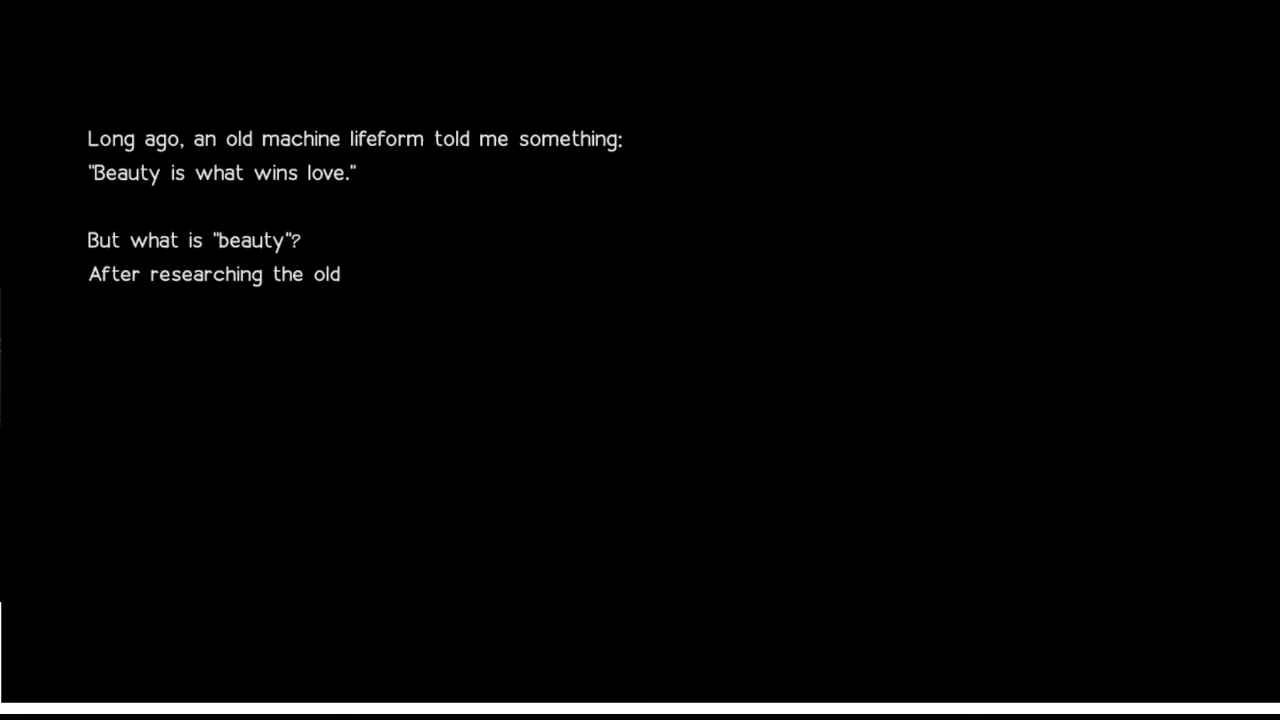 Long ago, an old machine lifeform told me something:
"Beauty is what wins love."
But what is "beauty"?
After researching the old